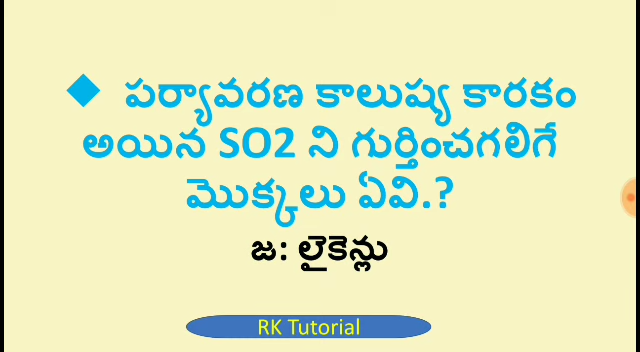 ◆ పర్యావరణ కాలుష్య కారకం
అయిన SO2 ని గుర్తించగలిగే
మొక్కలు ఏవి.?
జ: లైకెన్లు
RK Tutorial